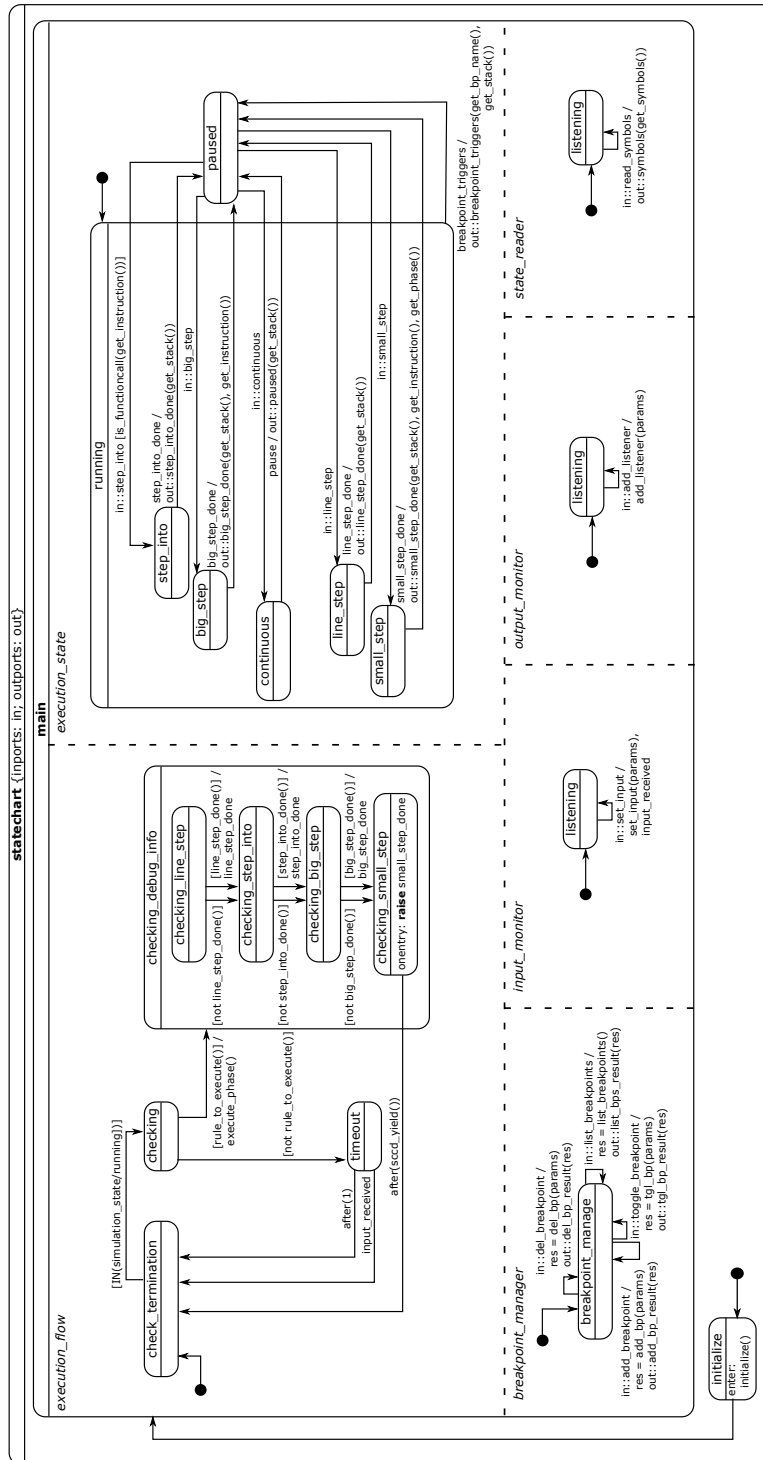 statechart {inports: in; outports: out}
main
execution_flow
check_termination
[IN(simulation_state/running])]
checking
[rule_to_execute()] /
execute_phase()
[not rule_to_execute()]
timeout
after(1)
input_received
after(sccd_yield())
checking_debug_info
checking_line_step
[not line_step_done()]
[line_step_done()] /
line_step_done
checking_step_into
[not step_into_done()]
[step_into_done()] /
step_into_done
checking_big_step
[not big_step_done()]
[big_step_done()] /
big_step_done
checking_small_step
onentry: raise small_step_done
execution_state
running
in::step_into [is_functioncall(get_instruction())]
step_into
step_into_done /
out::step_into_done(get_stack())
in::big_step
big_step
big_step_done /
out::big_step_done(get_stack(), get_instruction())
in::continuous
continuous
pause / out::paused(get_stack())
in::line_step
line_step
line_step_done /
out::line_step_done(get_stack())
in::small_step
small_step
small_step_done /
out::small_step_done(get_stack(), get_instruction(), get_phase())
paused
breakpoint_triggers /
out::breakpoint_triggers(get_bp_name(),
get_stack())
breakpoint_manager
breakpoint_manage
in::del_breakpoint /
res = del_bp(params)
out::del_bp_result(res)
in::list_breakpoints /
res = list_breakpoints()
out::list_bps_result(res)
in::add_breakpoint /
res = add_bp(params)
out::add_bp_result(res)
in::toggle_breakpoint /
res = tgl_bp(params)
out::tgl_bp_result(res)
input_monitor
listening
in::set_input /
set_input(params),
input_received
output_monitor
listening
in::add_listener /
add_listener(params)
state_reader
listening
in::read_symbols /
out::symbols(get_symbols())
initialize
enter:
initialize()